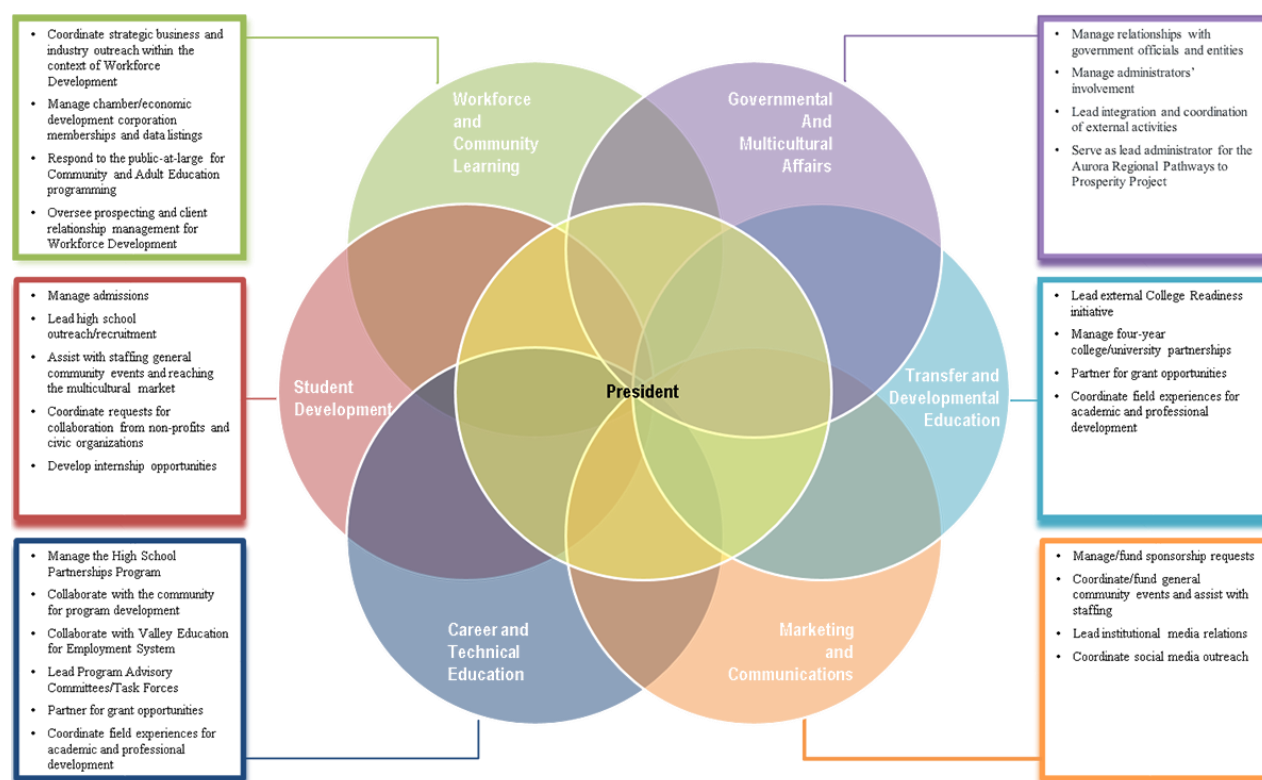 • Coordinate strategic business and
industry outreach within the
context of Workforce
Development
• Manage chamber/economic
development corporation
memberships and data listings
• Respond to the public-at-large for
Community and Adult Education
programming
• Oversee prospecting and client
relationship management for
Workforce Development
• Manage admissions
• Lead high school
outreach/recruitment
• Assist with staffing general
community events and reaching
the multicultural market
• Coordinate requests for
collaboration from non-profits and
civic organizations
• Develop internship opportunities
• Manage the High School
Partnerships Program
• Collaborate with the community
for program development
• Collaborate with Valley Education
for Employment System
• Lead Program Advisory
Committees/Task Forces
• Partner for grant opportunities
• Coordinate field experiences for
academic and professional
development
Workforce
and
Community
Learning
Governmental
And
Multicultural
Affairs
Student
Development
President
Transfer and
Developmental
Education
Career and
Technical
Education
Marketing
and
Communications
• Manage relationships with
government officials and entities
• Manage administrators'
involvement
• Lead integration and coordination
of external activities
• Serve as lead administrator for the
Aurora Regional Pathways to
Prosperity Project
• Lead external College Readiness
initiative
• Manage four-year
college/university partnerships
• Partner for grant opportunities
• Coordinate field experiences for
academic and professional
development
• Manage/fund sponsorship requests
• Coordinate/fund general
community events and assist with
staffing
• Lead institutional media relations
• Coordinate social media outreach